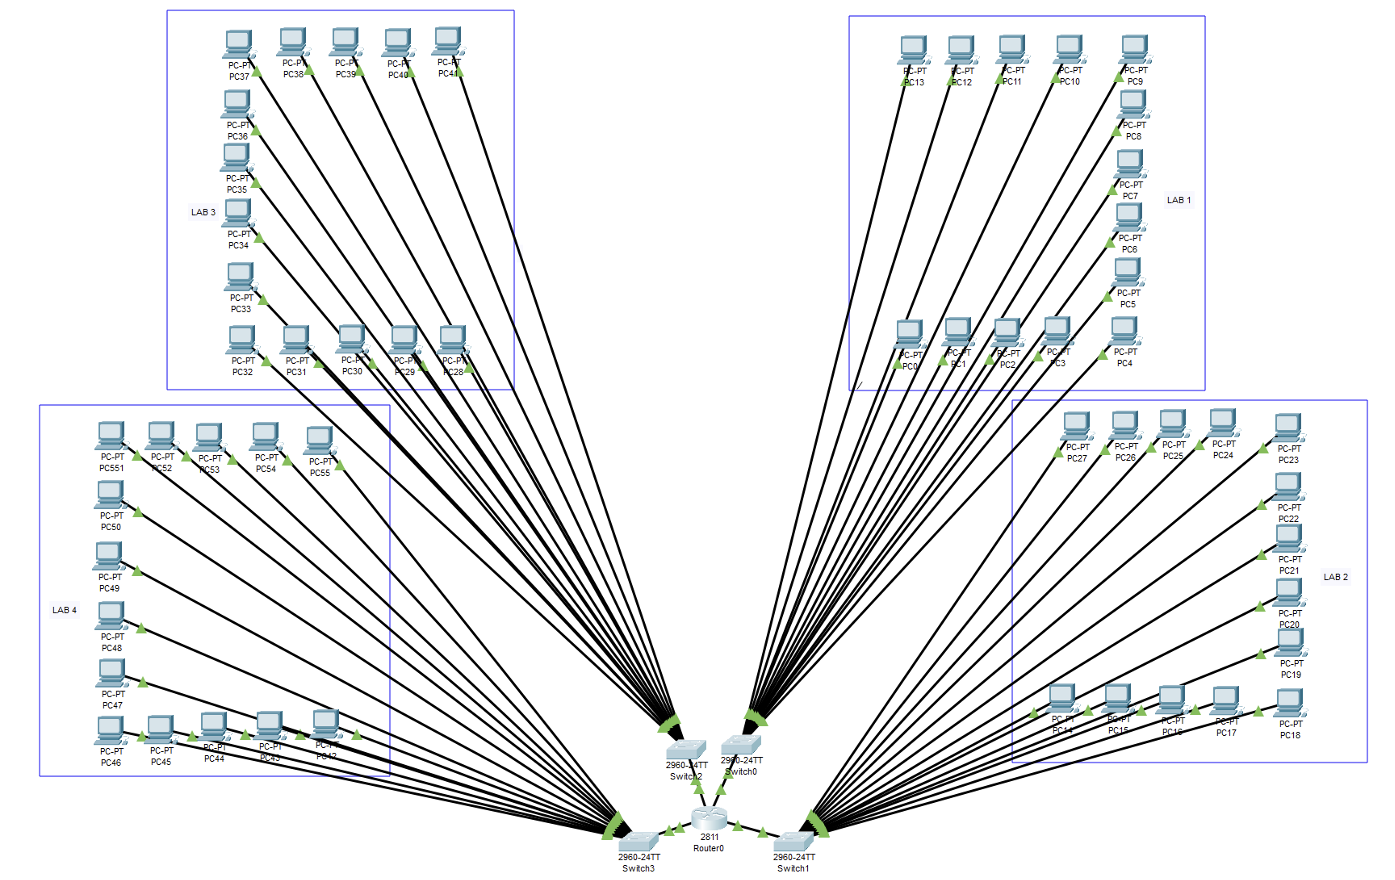 PC-PT
PC37
PC-PT
PC38
PC-PT
PC39
PC-PT
PC40
PC-PT
PC41
PC-PT
PC36
PC-PT
PC35
LAB 3
PC-PT
PC34
PC-PT
PC33
PC-PT
PC32
PC-PT
PC31
PC-PT
PC30
PC-PT
PC29
PC-PT
PC28
PC-PT
PC13
PC-PT
PC12
PC-PT
PC11
PC-PT
PC10
PC-PT
PC9
PC-PT
PC8
PC-PT
PC7
LAB 1
PC-PT
PC6
PC-PT
PC5
PC-PT
PC0
PC-PT
PC1
PC-PT
PC2
PC-PT
PC3
PC-PT
PC4
PC-PT
PC551
PC-PT
PC52
PC-PT
PC53
PC-PT
PC54
PC-PT
PC55
PC-PT
PC50
PC-PT
PC49
LAB 4
PC-PT
PC48
PC-PT
PC47
PC-PT
PC46
PC-PT
PC45
PC-PT
PC44
PC-PT
PC43
PC-PT
PC42
PC-PT
PC27
PC-PT
PC26
PC-PT
PC25
PC-PT
PC24
PC-PT
PC23
PC-PT
PC22
PC-PT
PC21
LAB 2
PC-PT
PC20
PC-PT
PC19
PC-PT
PC14
PC-PT
PC15
PC-PT
PC16
PC-PT
PC17
PC-PT
PC18
2960-24TT
Switch2
2960-24TT
Switch0
2811
Router0
2960-24TT
Switch3
2960-24TT
Switch1